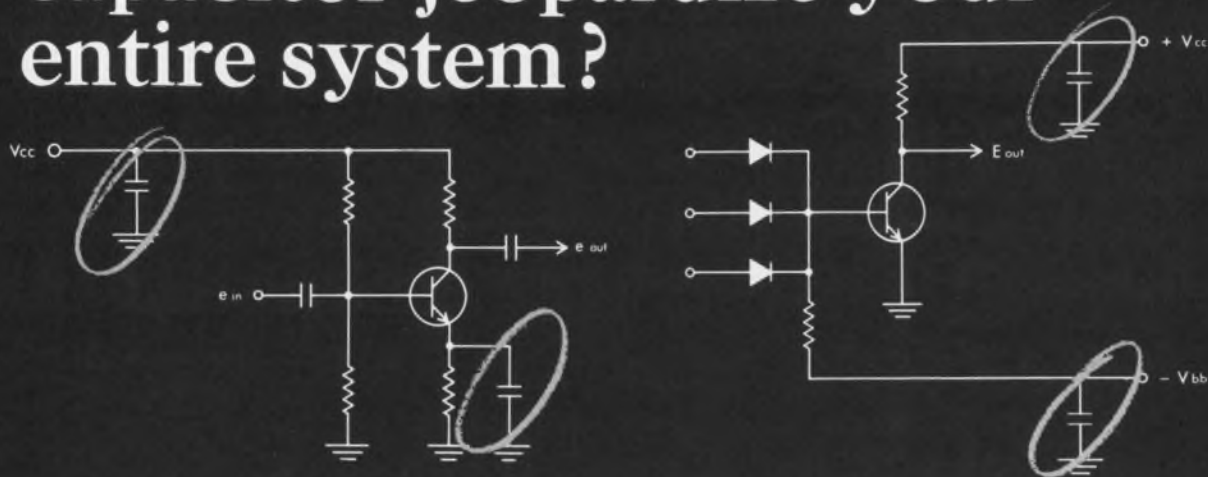 entire system?
Vcc
e in
e out
+ Vcc
E out
- Vbb